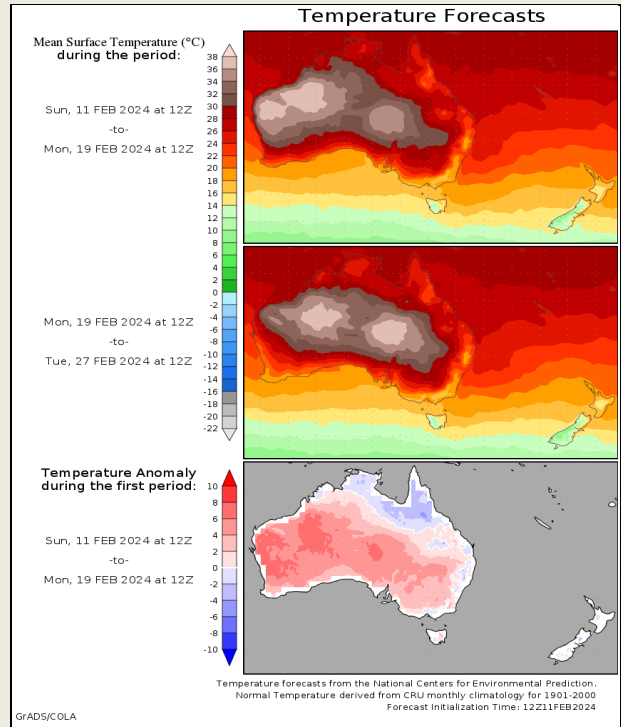 Temperature Forecasts
Mean Surface Temperature (°C)
during the period:
38
36
34
32
30
28
26
24
22
20
18
16
14
12
10
8
6
4
2
0
-2
-4
-6
-8
-10
-12
-14
-16
-18
-20
-22
Sun, 11 FEB 2024 at 12Z
-to-
Mon, 19 FEB 2024 at 12Z
Mon, 19 FEB 2024 at 12Z
-to-
Tue, 27 FEB 2024 at 12Z
Temperature Anomaly
during the first period:
10
8
6
4
2
0
-2
-4
-6
-8
-10
Sun, 11 FEB 2024 at 12Z
-to-
Mon, 19 FEB 2024 at 12Z
Temperature forecasts from the National Centers for Environmental Prediction.
Normal Temperature derived from CRU monthly climatology for 1901-2000
Forecast Initialization Time: 12Z11FEB2024
GrADS/COLA